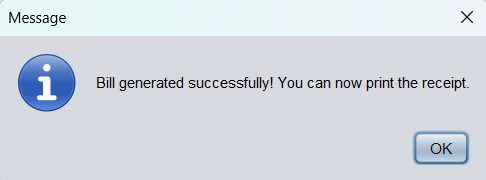 Message
Bill generated successfully! You can now print the receipt.
OK